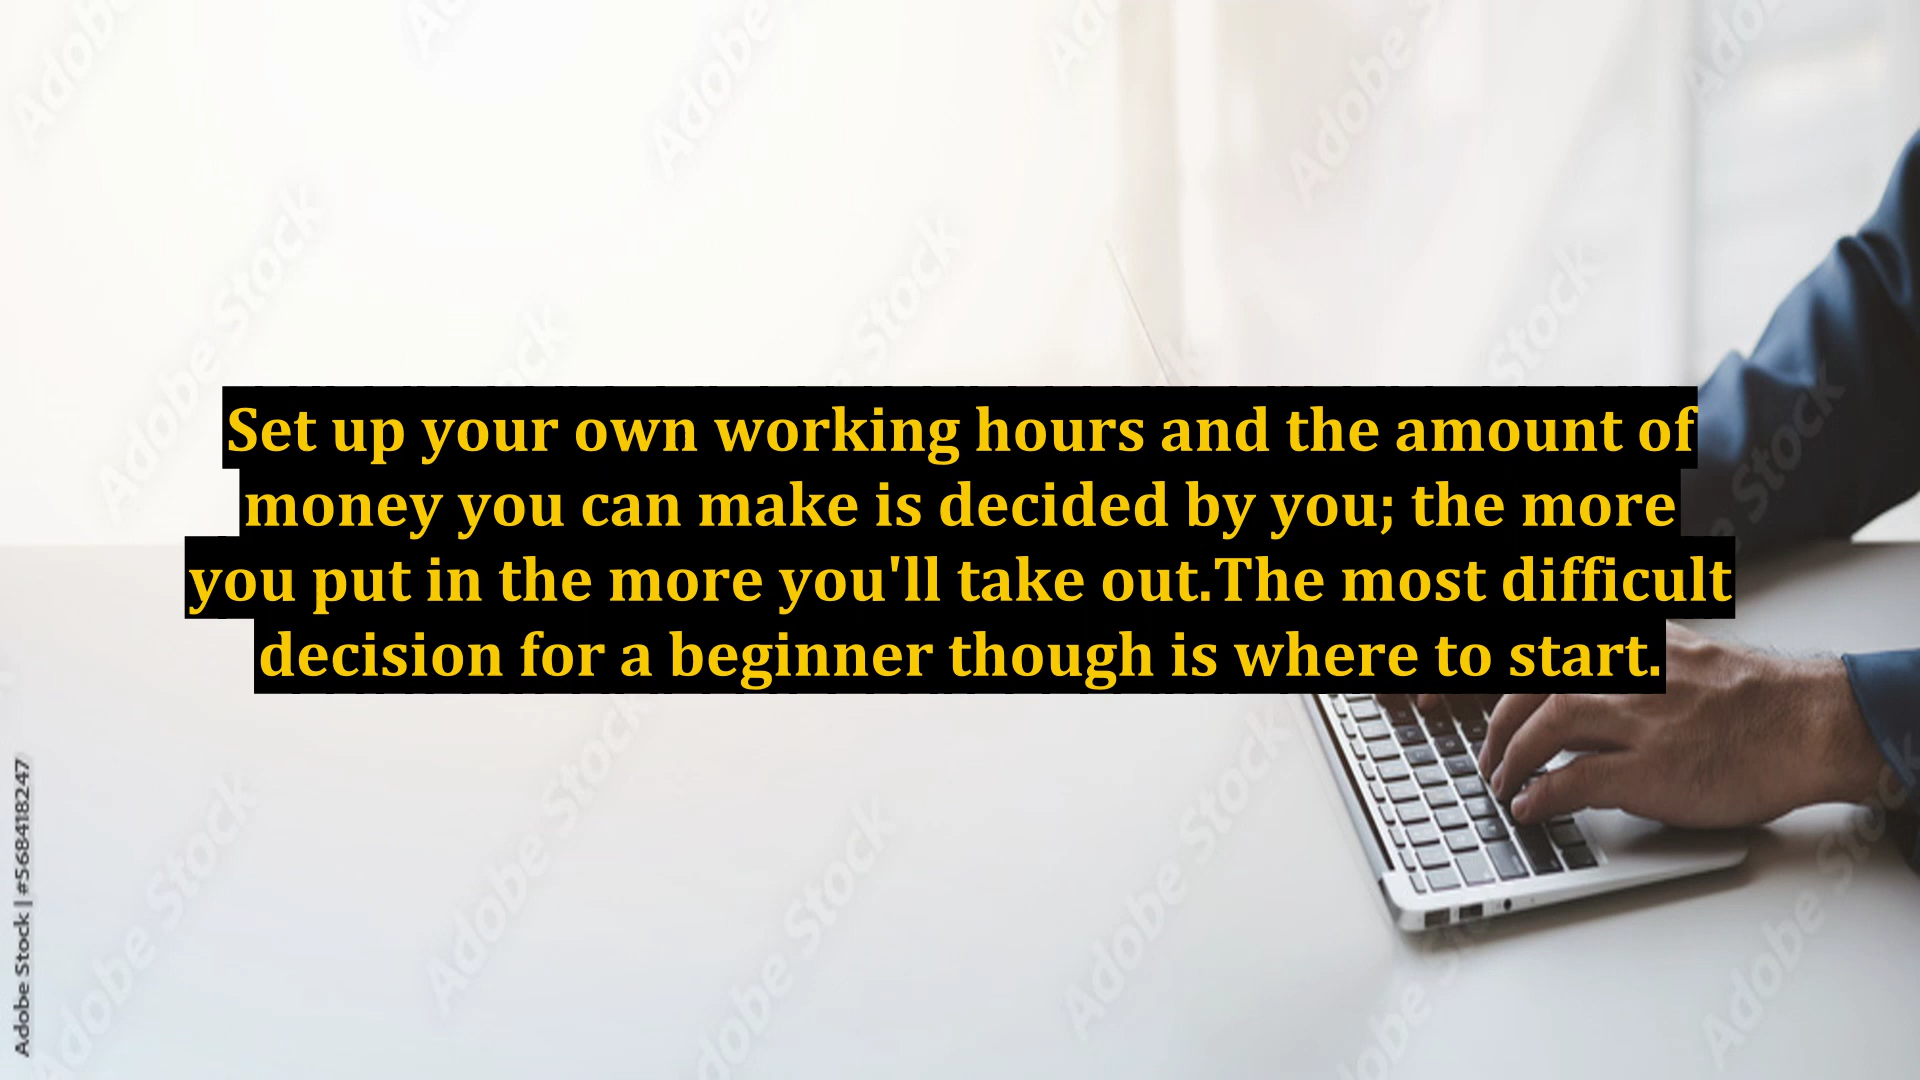 Set up your own working hours and the amount of
money you can make is decided by you; the more
you put in the more you'll take out.The most difficult
decision for a beginner though is where to start.
Adobe Stock | #568418247
Adobe Stock